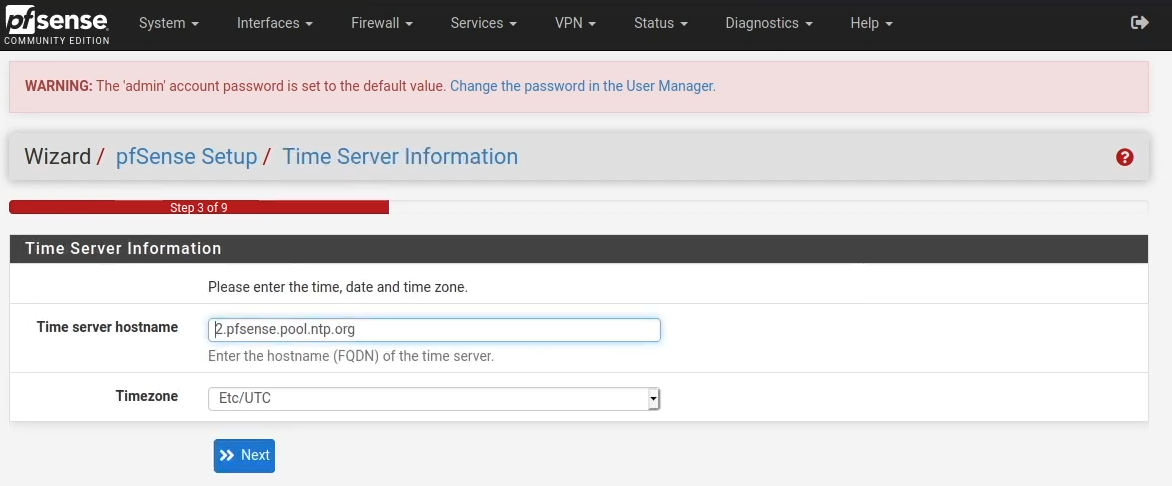 pfsense
COMMUNITY EDITION
System Interfaces Firewall Services VPN Status Diagnostics Help
WARNING: The 'admin' account password is set to the default value. Change the password in the User Manager.
Wizard / pfSense Setup / Time Server Information
Step 3 of 9
Time Server Information
Please enter the time, date and time zone.
Time server hostname 2.pfsense.pool.ntp.org
Enter the hostname (FQDN) of the time server.
Timezone Etc/UTC
Next